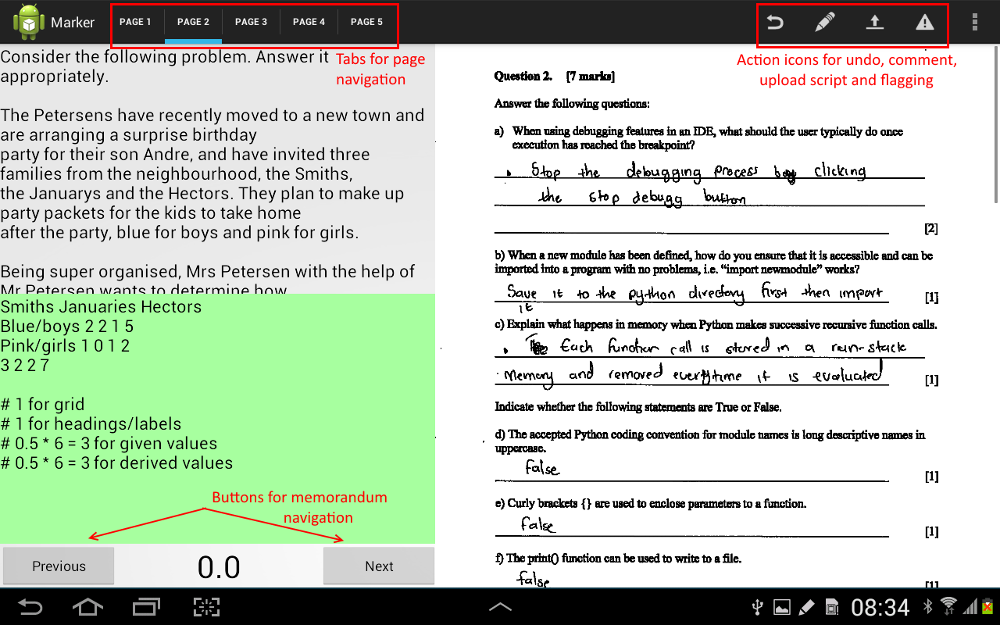 Marker
PAGE 1 PAGE 2 PAGE 3 PAGE 4 PAGE 5
Tabs for page
navigation
Action icons for undo, comment,
upload script and flagging
Consider the following problem. Answer it
appropriately.
The Petersens have recently moved to a new town and
are arranging a surprise birthday
party for their son Andre, and have invited three
families from the neighbourhood, the Smiths,
the Januarys and the Hectors. They plan to make up
party packets for the kids to take home
after the party, blue for boys and pink for girls.
Being super organised, Mrs Petersen with the help of
Mr Petersen wants to determine how
Smiths Januaries Hectors
Blue/boys 2 2 1 5
Pink/girls 1 0 1 2
3 2 2 7
# 1 for grid
# 1 for headings/labels
# 0.5 * 6 = 3 for given values
# 0.5 * 6 = 3 for derived values
Buttons for memorandum
navigation
Previous 0.0 Next
Question 2. [7 marks]
Answer the following questions:
a) When using debugging features in an IDE, what should the user typically do once
execution has reached the breakpoint?
Stop the debugging process by clicking
the stop debugg button
[2]
b) When a new module has been defined, how do you ensure that it is accessible and can be
imported into a program with no problems, i.e. “import newmodule” works?
Save it to the python directory first then import
it
[1]
c) Explain what happens in memory when Python makes successive recursive function calls.
Each function call is stored in a run-stack
Memory and removed everytime it is evaluated
[1]
Indicate whether the following statements are True or False.
d) The accepted Python coding convention for module names is long descriptive names in
uppercase.
false
[1]
e) Curly brackets {} are used to enclose parameters to a function.
false
[1]
f) The print() function can be used to write to a file.
false
[1]
08:34